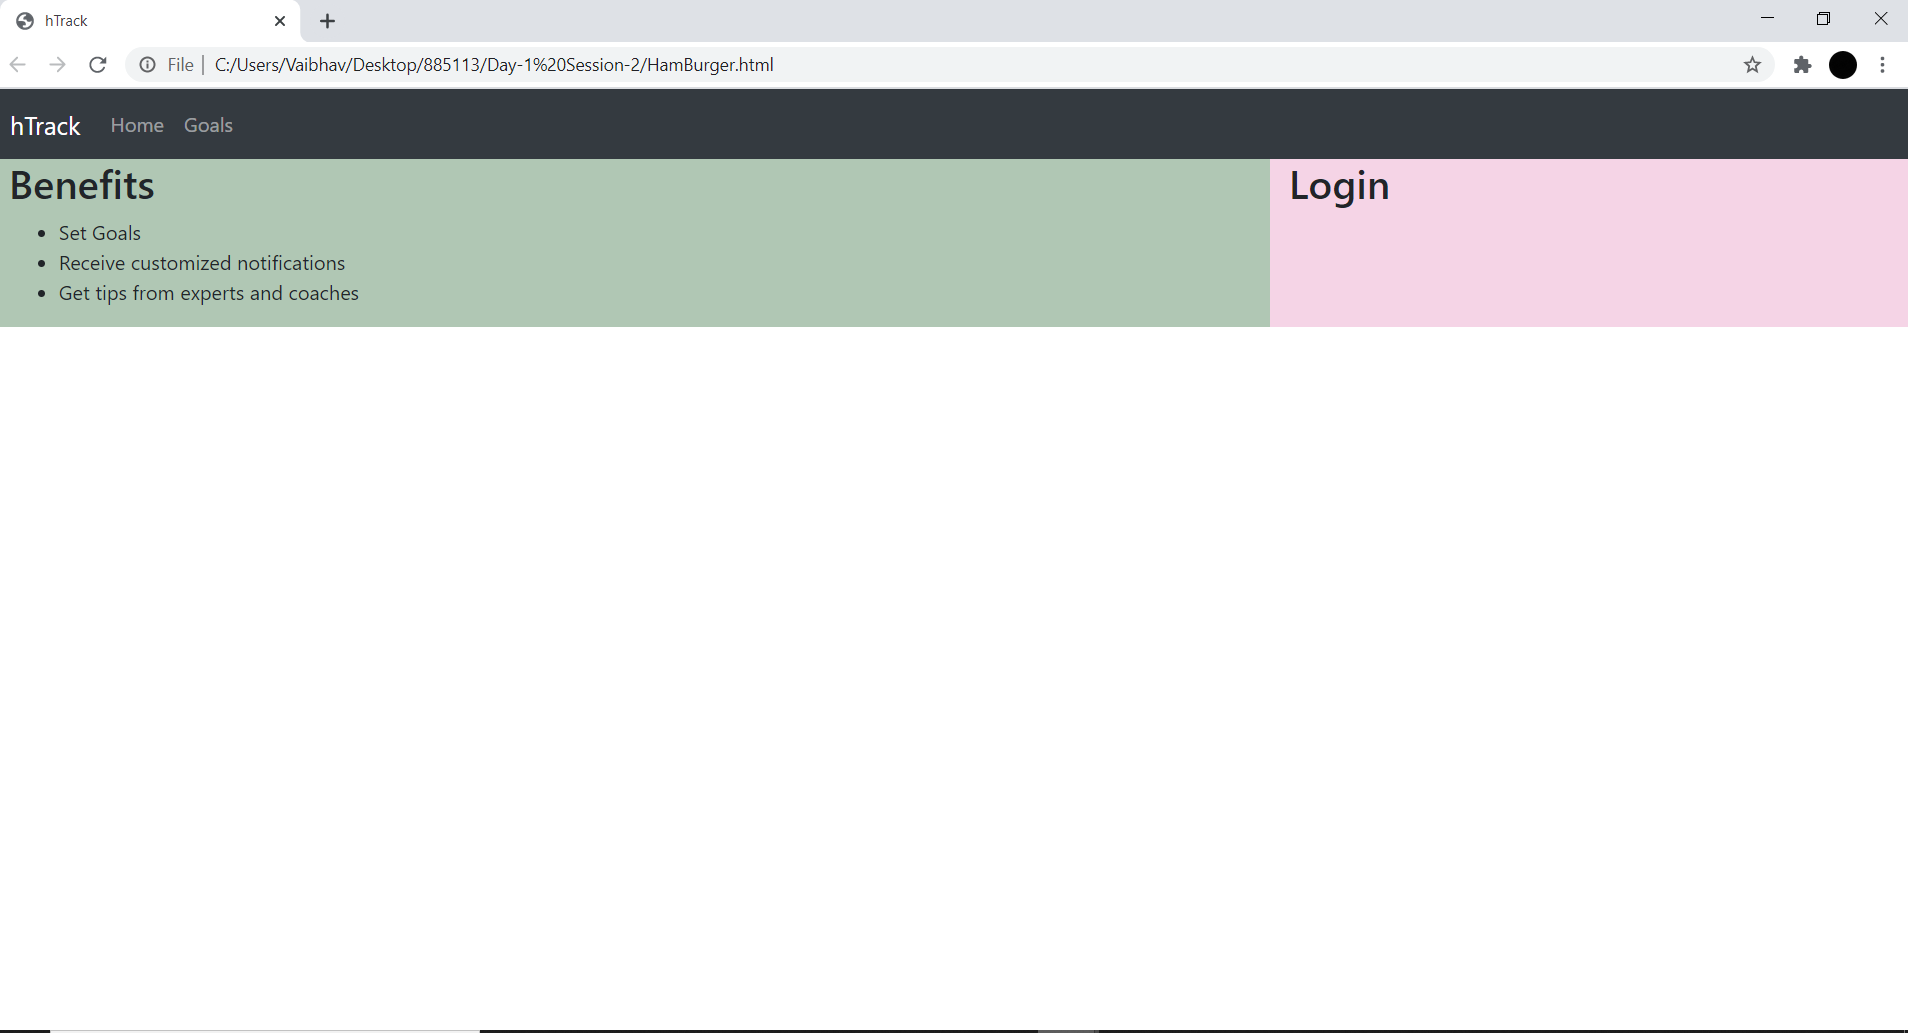 hTrack
File | C:/Users/Vaibhav/Desktop/885113/Day-1%20Session-2/HamBurger.html
hTrack Home Goals
Benefits
• Set Goals
• Receive customized notifications
• Get tips from experts and coaches
Login